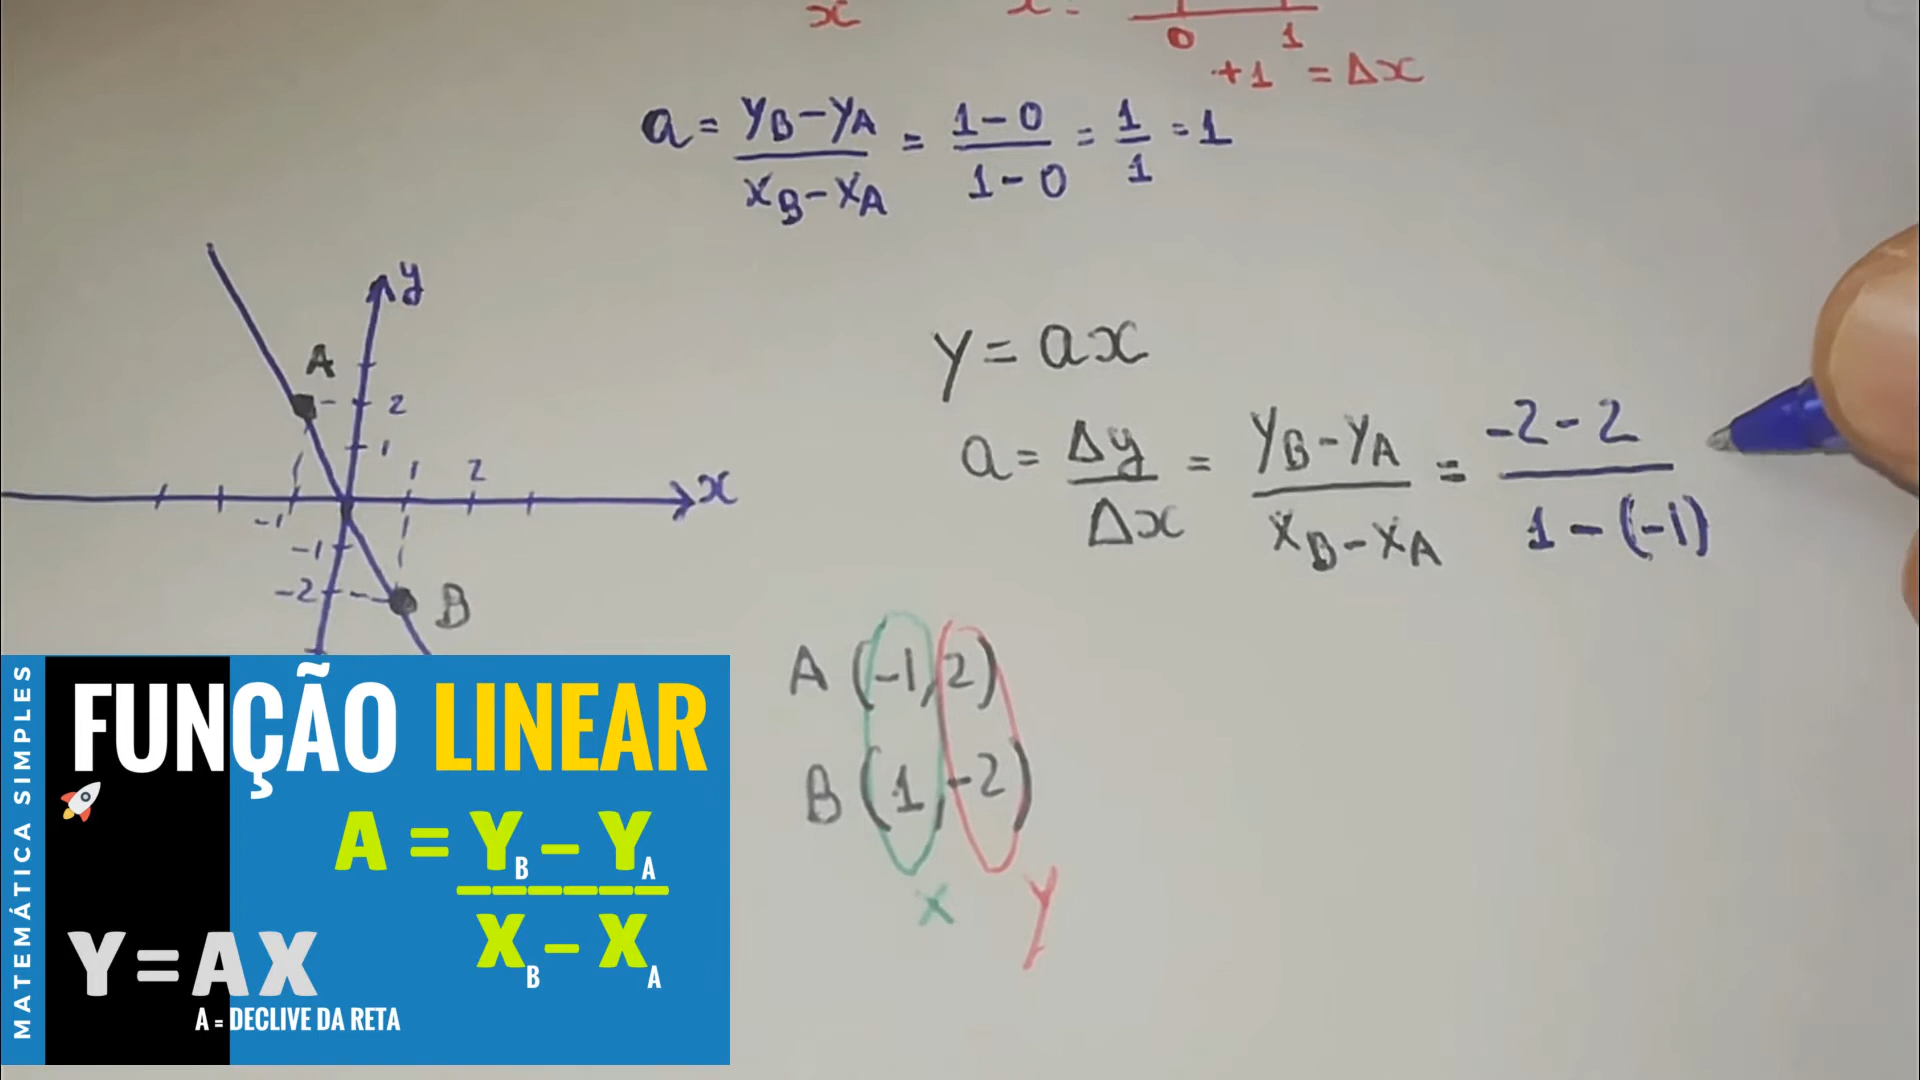 x x = 0 1
+1 = Δx
a = yB - yA / xB - xA = 1 - 0 / 1 - 0 = 1 / 1 = 1
y
A
2
1
-1 1 2 x
-1
-2 B
y = ax
a = Δy / Δx = yB - yA / xB - xA = -2 - 2 / 1 - (-1)
A (-1, 2)
B (1, -2)
x y
MATEMÁTICA SIMPLES
FUNÇÃO LINEAR
A = YB - YA
XB - XA
Y=AX
A = DECLIVE DA RETA